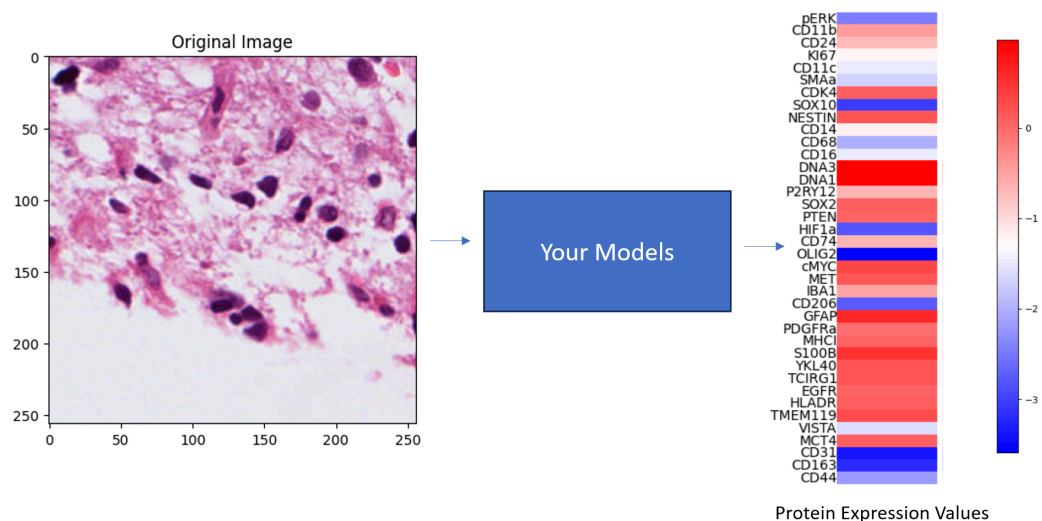 Original Image
0
50
100
150
200
250
0 50 100 150 200 250
Your Models
pERK
CD11b
CD24
KI67
CD11c
SMAa
CDK4
SOX10
NESTIN
CD14
CD68
CD16
DNA3
DNA1
P2RY12
SOX2
PTEN
HIF1a
CD74
OLIG2
cMYC
MET
IBA1
CD206
GFAP
PDGFRa
MHCI
S100B
YKL40
TCIRG1
EGFR
HLADR
TMEM119
VISTA
MCT4
CD31
CD163
CD44
0
−1
−2
−3
Protein Expression Values